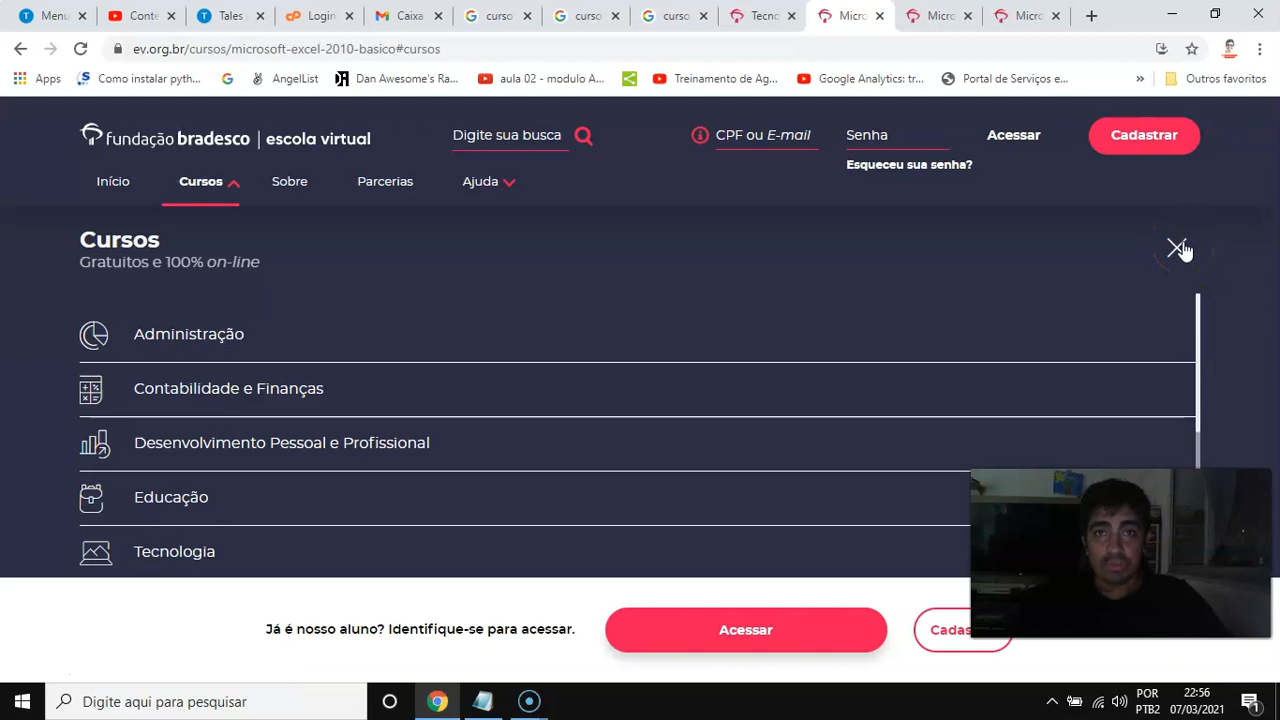 Menu
Conte
Tales
Login
Caixa
curso
curso
curso
Tecno
Micro
Micro
Micro
ev.org.br/cursos/microsoft-excel-2010-basico#cursos
Apps
Como instalar pyth...
AngelList
Dan Awesome's Ra...
aula 02 - modulo A...
Treinamento de Ag...
Google Analytics: tr...
Portal de Serviços e...
»
Outros favoritos
fundação bradesco | escola virtual
Digite sua busca
CPF ou E-mail
Senha
Acessar
Cadastrar
Esqueceu sua senha?
Início
Cursos
Sobre
Parcerias
Ajuda
Cursos
Gratuitos e 100% on-line
Administração
Contabilidade e Finanças
Desenvolvimento Pessoal e Profissional
Educação
Tecnologia
Já é nosso aluno? Identifique-se para acessar.
Acessar
Cadas
Digite aqui para pesquisar
POR
PTB2
22:56
07/03/2021